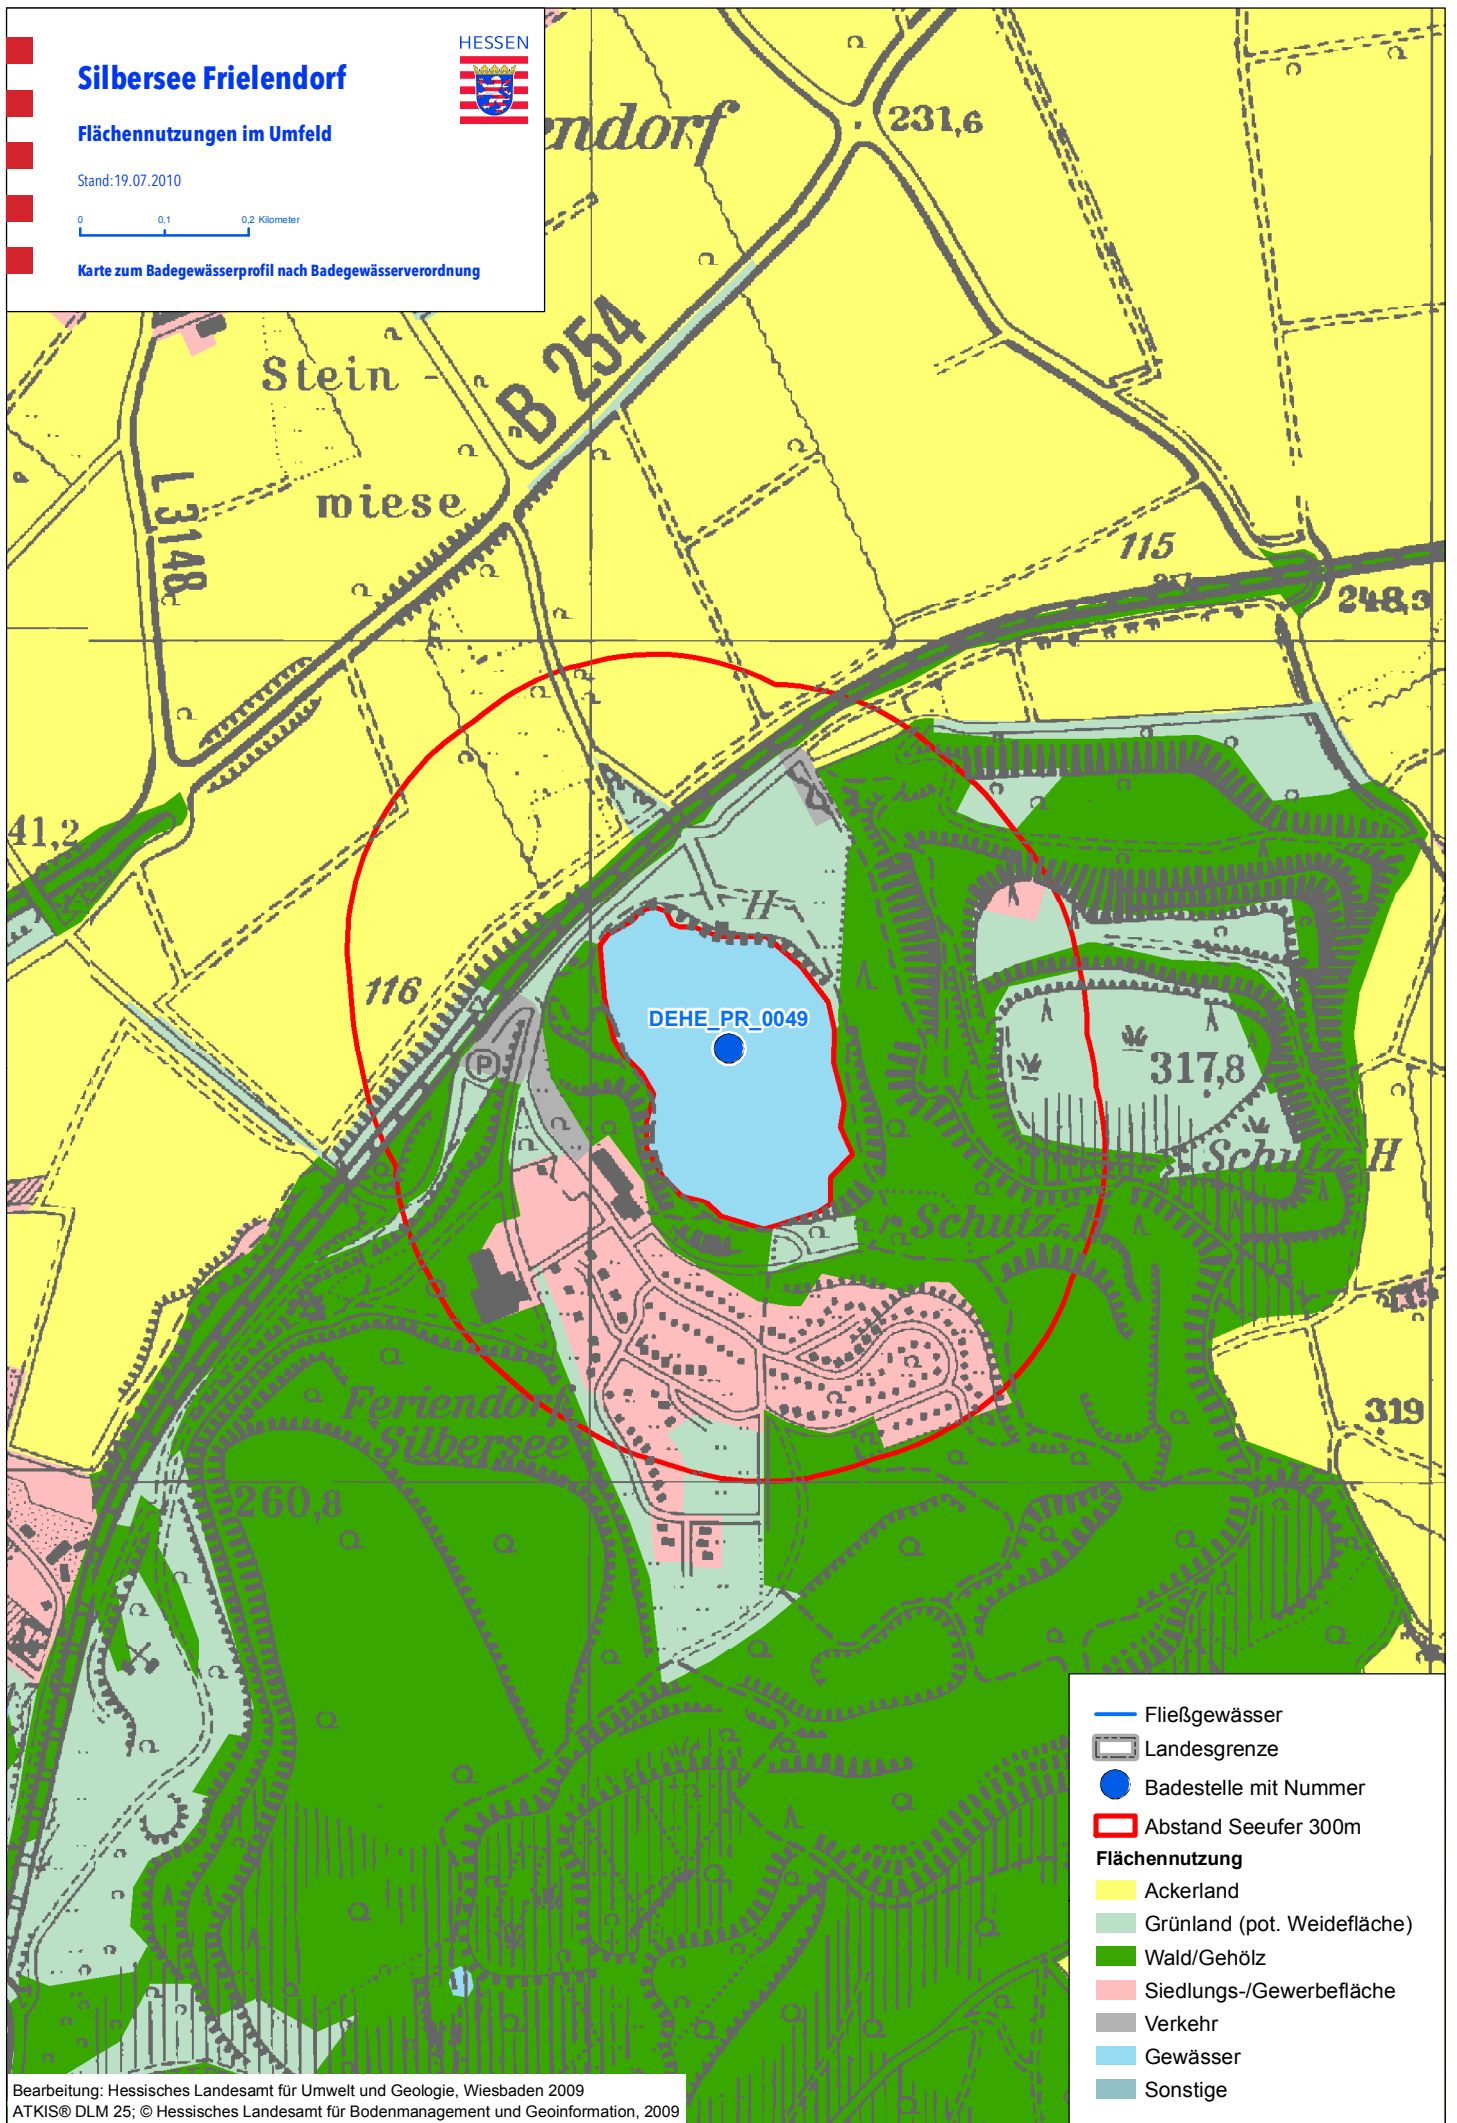 HESSEN
Silbersee Frielendorf
Flächennutzungen im Umfeld
Stand:19.07.2010
0 0,1 0,2 Kilometer
Karte zum Badegewässerprofil nach Badegewässerverordnung
endorf
231,6
B 254
Stein -
wiese
L 3148
115
248,3
41,2
116
H
DEHE_PR_0049
P
317,8
Schutz-H
Schutz-H
319
Feriendorf
Silbersee
260,8
Fließgewässer
Landesgrenze
Badestelle mit Nummer
Abstand Seeufer 300m
Flächennutzung
Ackerland
Grünland (pot. Weidefläche)
Wald/Gehölz
Siedlungs-/Gewerbefläche
Verkehr
Gewässer
Sonstige
Bearbeitung: Hessisches Landesamt für Umwelt und Geologie, Wiesbaden 2009
ATKIS® DLM 25; © Hessisches Landesamt für Bodenmanagement und Geoinformation, 2009